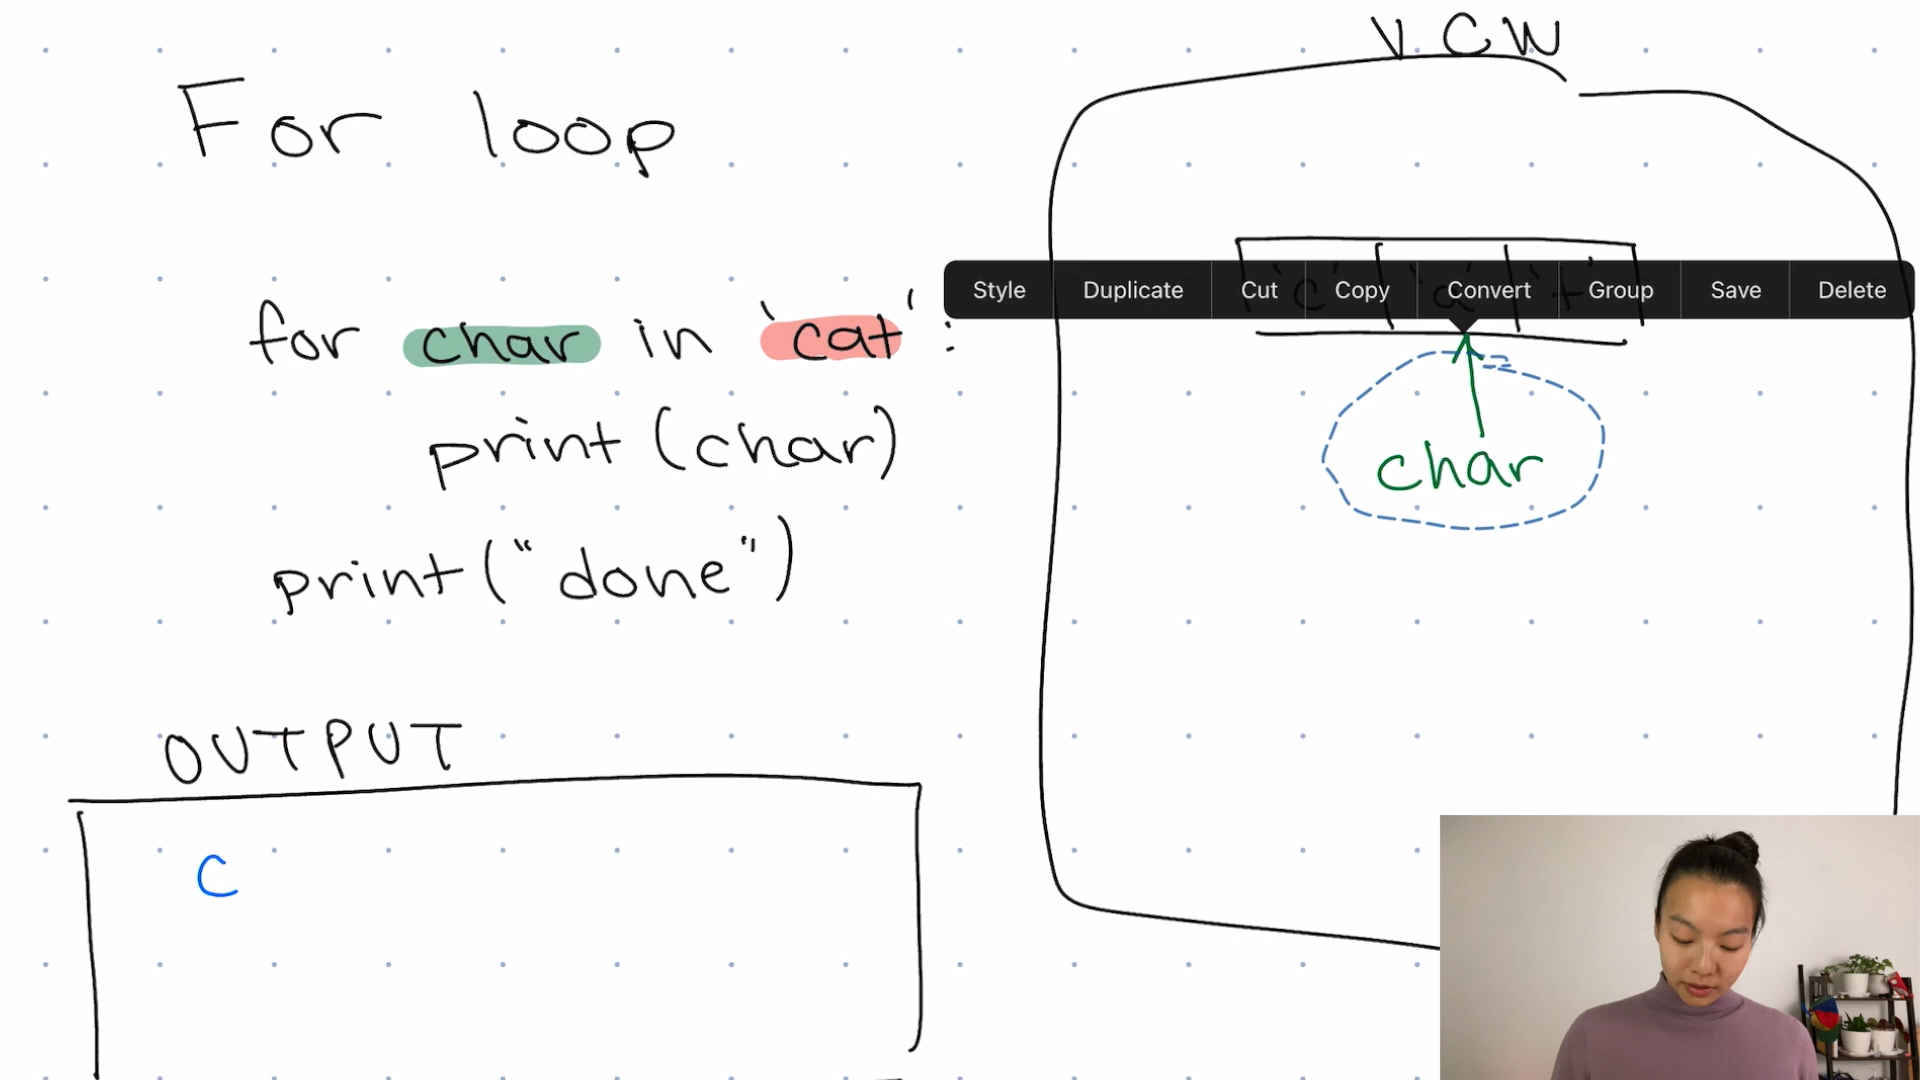 V C W
For loop
Style Duplicate Cut Copy Convert Group Save Delete
for char in 'cat':
print (char)
char
print ("done")
OUTPUT
c